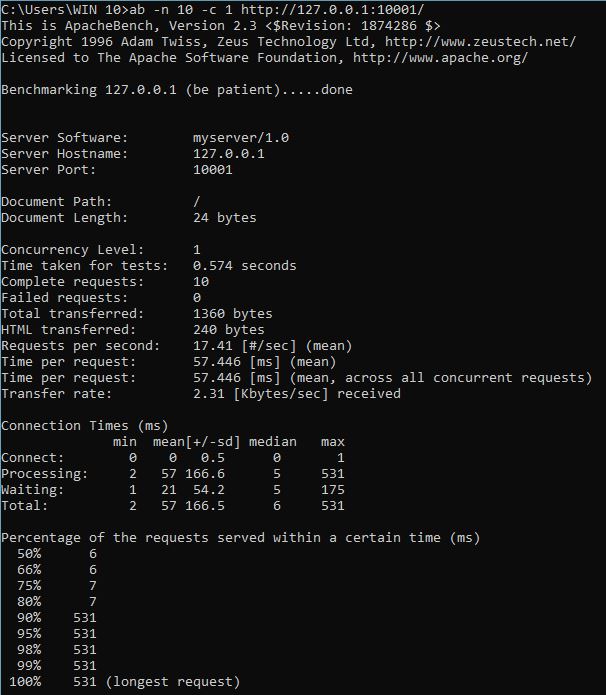 C:\Users\WIN 10>ab -n 10 -c 1 http://127.0.0.1:10001/
This is ApacheBench, Version 2.3 <$Revision: 1874286 $>
Copyright 1996 Adam Twiss, Zeus Technology Ltd, http://www.zeustech.net/
Licensed to The Apache Software Foundation, http://www.apache.org/

Benchmarking 127.0.0.1 (be patient).....done


Server Software:        myserver/1.0
Server Hostname:        127.0.0.1
Server Port:            10001

Document Path:          /
Document Length:        24 bytes

Concurrency Level:      1
Time taken for tests:   0.574 seconds
Complete requests:      10
Failed requests:        0
Total transferred:      1360 bytes
HTML transferred:       240 bytes
Requests per second:    17.41 [#/sec] (mean)
Time per request:       57.446 [ms] (mean)
Time per request:       57.446 [ms] (mean, across all concurrent requests)
Transfer rate:          2.31 [Kbytes/sec] received

Connection Times (ms)
              min  mean[+/-sd] median   max
Connect:        0    0   0.5      0       1
Processing:     2   57 166.6      5     531
Waiting:        1   21  54.2      5     175
Total:          2   57 166.5      6     531

Percentage of the requests served within a certain time (ms)
  50%      6
  66%      6
  75%      7
  80%      7
  90%    531
  95%    531
  98%    531
  99%    531
 100%    531 (longest request)